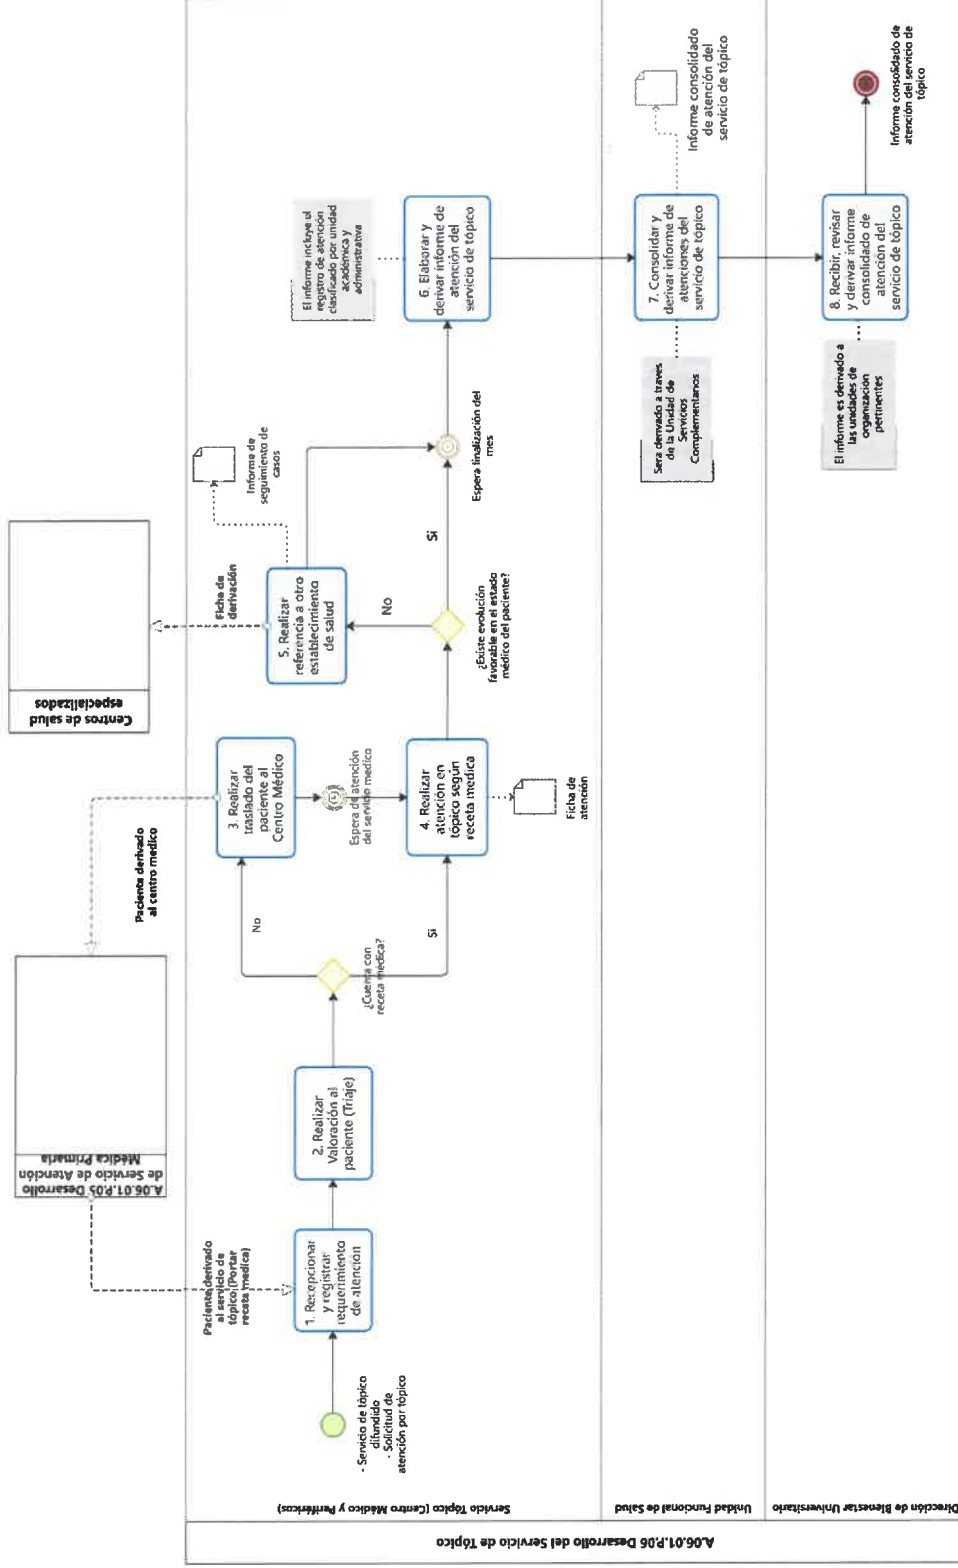 A.06.01.P.06 Desarrollo del Servicio de Tópico
Servicio Tópico (Centro Médico y Periféricos)
Unidad de Funcional de Salud
Dirección de Bienestar Universitario
- Servicio de tópico
difundido
- Solicitud de
atención por tópico
A.06.01.P.05 Desarrollo
de Servicio de Atención
Médica Primaria
Paciente derivado
al servicio de
tópico (Portar
receta medica)
1. Recepcionar
y registrar
requerimiento
de atención
2. Realizar
Valoración al
paciente (Triaje)
¿Cuenta con
receta médica?
No
Si
Paciente derivado
al centro medico
3. Realizar
traslado del
paciente al
Centro Médico
Espera de atención
del servicio medico
4. Realizar
atención en
tópico según
receta medica
Ficha de
atención
Centros de salud
especializados
Ficha de
derivación
5. Realizar
referencia a otro
establecimiento
de salud
Informe de
seguimiento de
casos
¿Existe evolución
favorable en el estado
médico del paciente?
No
Si
Espera finalización del
mes
El informe incluye el
registro de atención
clasificado por unidad
académica y
administrativa
6. Elabarar y
derivar informe de
atención del
servicio de tópico
Sera derivado a traves
de la Unidad de
Servicios
Complementarios
7. Consolidar y
derivar informe de
atenciones del
servicio de tópico
Informe consolidado
de atención del
servicio de tópico
El informe es derivado a
las unidades de
organización
pertinentes
8. Recibir, revisar
y derivar informe
consolidado de
atención del
servicio de tópico
Informe consolidado de
atención del servicio de
tópico